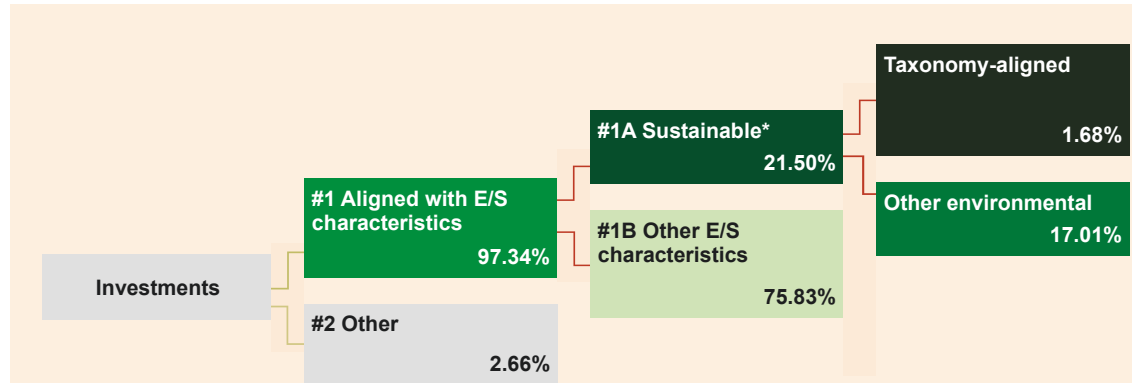 Investments
#1 Aligned with E/S
characteristics
97.34%
#2 Other
2.66%
#1A Sustainable*
21.50%
#1B Other E/S
characteristics
75.83%
Taxonomy-aligned
1.68%
Other environmental
17.01%